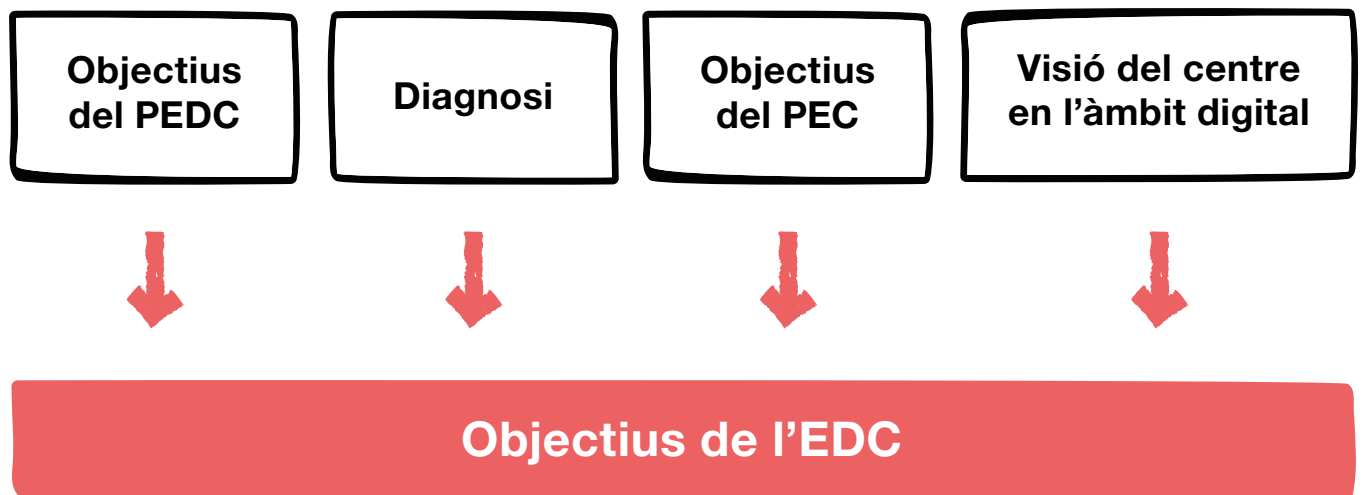 Objectius
del PEDC
Diagnosi
Objectius
del PEC
Visió del centre
en l’àmbit digital
Objectius de l’EDC